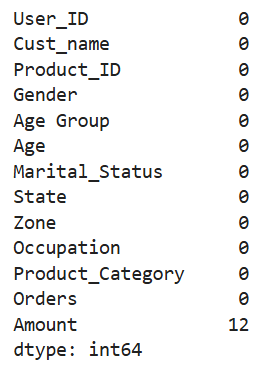 User_ID 0
Cust_name 0
Product_ID 0
Gender 0
Age Group 0
Age 0
Marital_Status 0
State 0
Zone 0
Occupation 0
Product_Category 0
Orders 0
Amount 12
dtype: int64